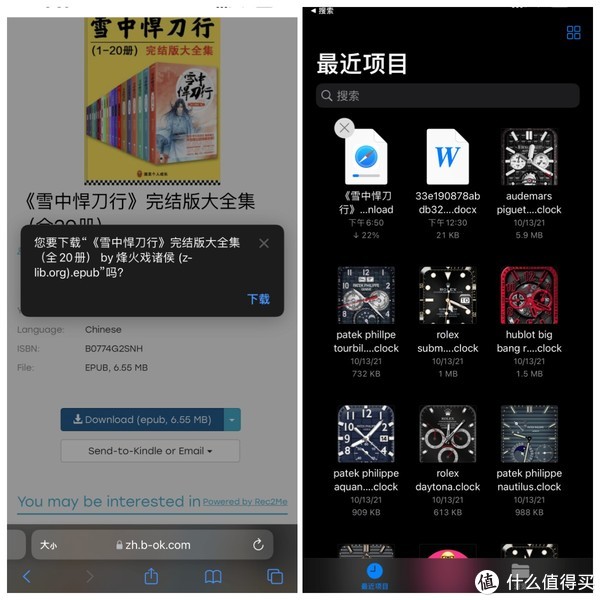 雪中悍刀行
(1-20册) 完结版大全集
雪中
悍刀行
《雪中悍刀行》完结版大全集
您要下载“《雪中悍刀行》完结版大全集
（全 20 册） by 烽火戏诸侯 (z-
lib.org).epub”吗?
下载
Language: Chinese
ISBN: B0774G2SNH
File: EPUB, 6.55 MB
Download (epub, 6.55 MB)
Send-to-Kindle or Email
You may be interested in Powered by Rec2Me
大小 zh.b-ok.com
搜索
最近项目
搜索
《雪中悍刀
行》...nload
下午6:50
↓ 22%
33e190878ab
db32....docx
下午12:30
21 KB
audemars
piguet....clock
10/13/21
5.9 MB
patek phillpe
tourbil....clock
10/13/21
732 KB
rolex
subm....clock
10/13/21
1 MB
hublot big
bang r....clock
10/13/21
1.5 MB
patek philippe
aquan....clock
10/13/21
909 KB
rolex
daytona.clock
10/13/21
613 KB
patek philippe
nautilus.clock
10/13/21
988 KB
最近项目
值 什么值得买